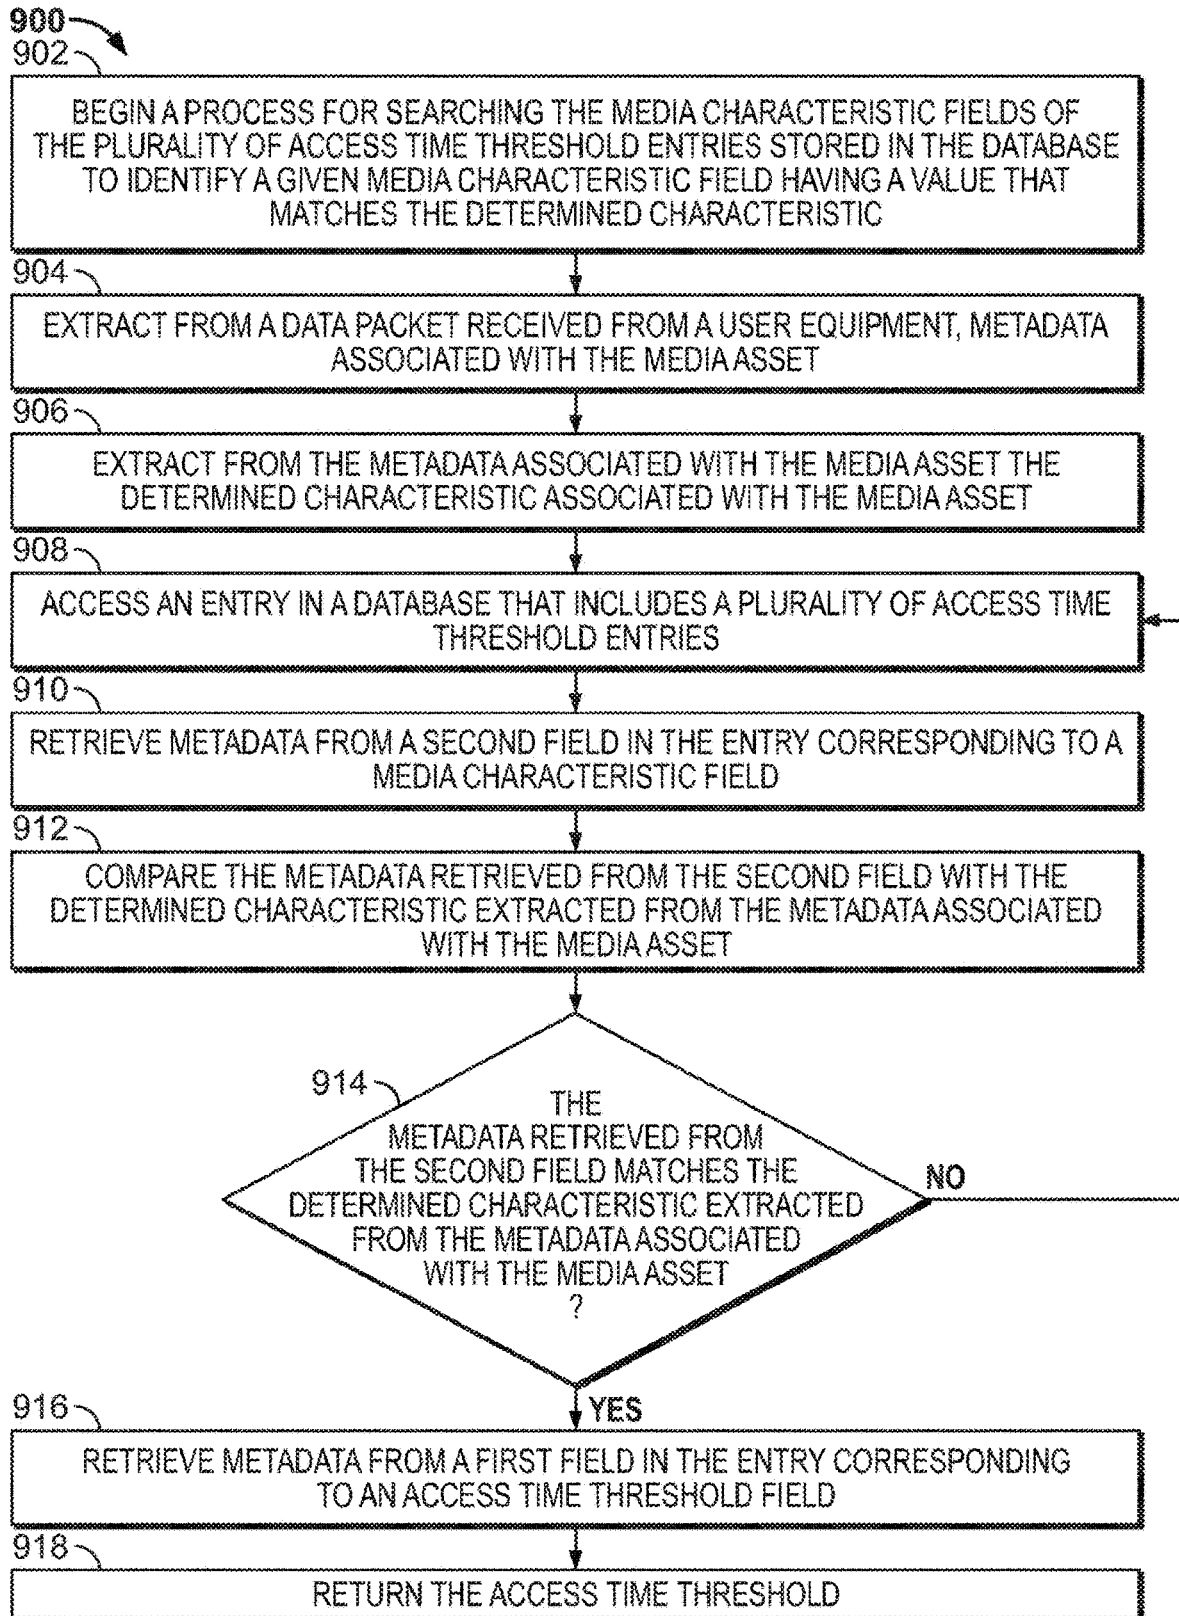 900
902
BEGIN A PROCESS FOR SEARCHING THE MEDIA CHARACTERISTIC FIELDS OF
THE PLURALITY OF ACCESS TIME THRESHOLD ENTRIES STORED IN THE DATABASE
TO IDENTIFY A GIVEN MEDIA CHARACTERISTIC FIELD HAVING A VALUE THAT
MATCHES THE DETERMINED CHARACTERISTIC
904
EXTRACT FROM A DATA PACKET RECEIVED FROM A USER EQUIPMENT, METADATA
ASSOCIATED WITH THE MEDIA ASSET
906
EXTRACT FROM THE METADATA ASSOCIATED WITH THE MEDIA ASSET THE
DETERMINED CHARACTERISTIC ASSOCIATED WITH THE MEDIA ASSET
908
ACCESS AN ENTRY IN A DATABASE THAT INCLUDES A PLURALITY OF ACCESS TIME
THRESHOLD ENTRIES
910
RETRIEVE METADATA FROM A SECOND FIELD IN THE ENTRY CORRESPONDING TO A
MEDIA CHARACTERISTIC FIELD
912
COMPARE THE METADATA RETRIEVED FROM THE SECOND FIELD WITH THE
DETERMINED CHARACTERISTIC EXTRACTED FROM THE METADATA ASSOCIATED
WITH THE MEDIA ASSET
914
THE
METADATA RETRIEVED FROM
THE SECOND FIELD MATCHES THE
DETERMINED CHARACTERISTIC EXTRACTED
FROM THE METADATA ASSOCIATED
WITH THE MEDIA ASSET
?
NO
YES
916
RETRIEVE METADATA FROM A FIRST FIELD IN THE ENTRY CORRESPONDING
TO AN ACCESS TIME THRESHOLD FIELD
918
RETURN THE ACCESS TIME THRESHOLD